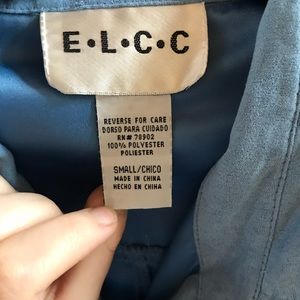 E•L•C•C
REVERSE FOR CARE
DORSO PARA CUIDADO
RN# 78902
100% POLYESTER
POLIESTER
SMALL/CHICO
MADE IN CHINA
HECHO EN CHINA